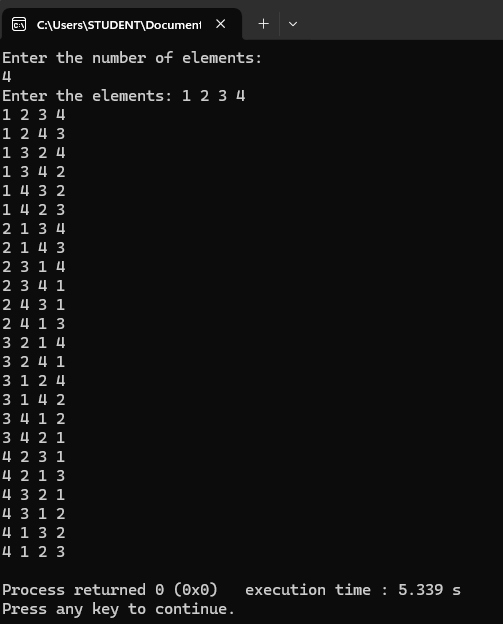 C:\Users\STUDENT\Document
Enter the number of elements:
4
Enter the elements: 1 2 3 4
1 2 3 4
1 2 4 3
1 3 2 4
1 3 4 2
1 4 3 2
1 4 2 3
2 1 3 4
2 1 4 3
2 3 1 4
2 3 4 1
2 4 3 1
2 4 1 3
3 2 1 4
3 2 4 1
3 1 2 4
3 1 4 2
3 4 1 2
3 4 2 1
4 2 3 1
4 2 1 3
4 3 2 1
4 3 1 2
4 1 3 2
4 1 2 3
Process returned 0 (0x0)   execution time : 5.339 s
Press any key to continue.